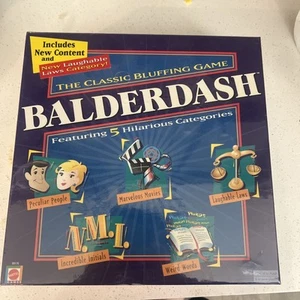 Includes
New Content
and
New Laughable
Laws Category!
THE CLASSIC BLUFFING GAME
BALDERDASH
Featuring 5 Hilarious Categories
Peculiar People
Marvelous Movies
Laughable Laws
N.M.I.
Incredible Initials
Weird Words
MATTEL